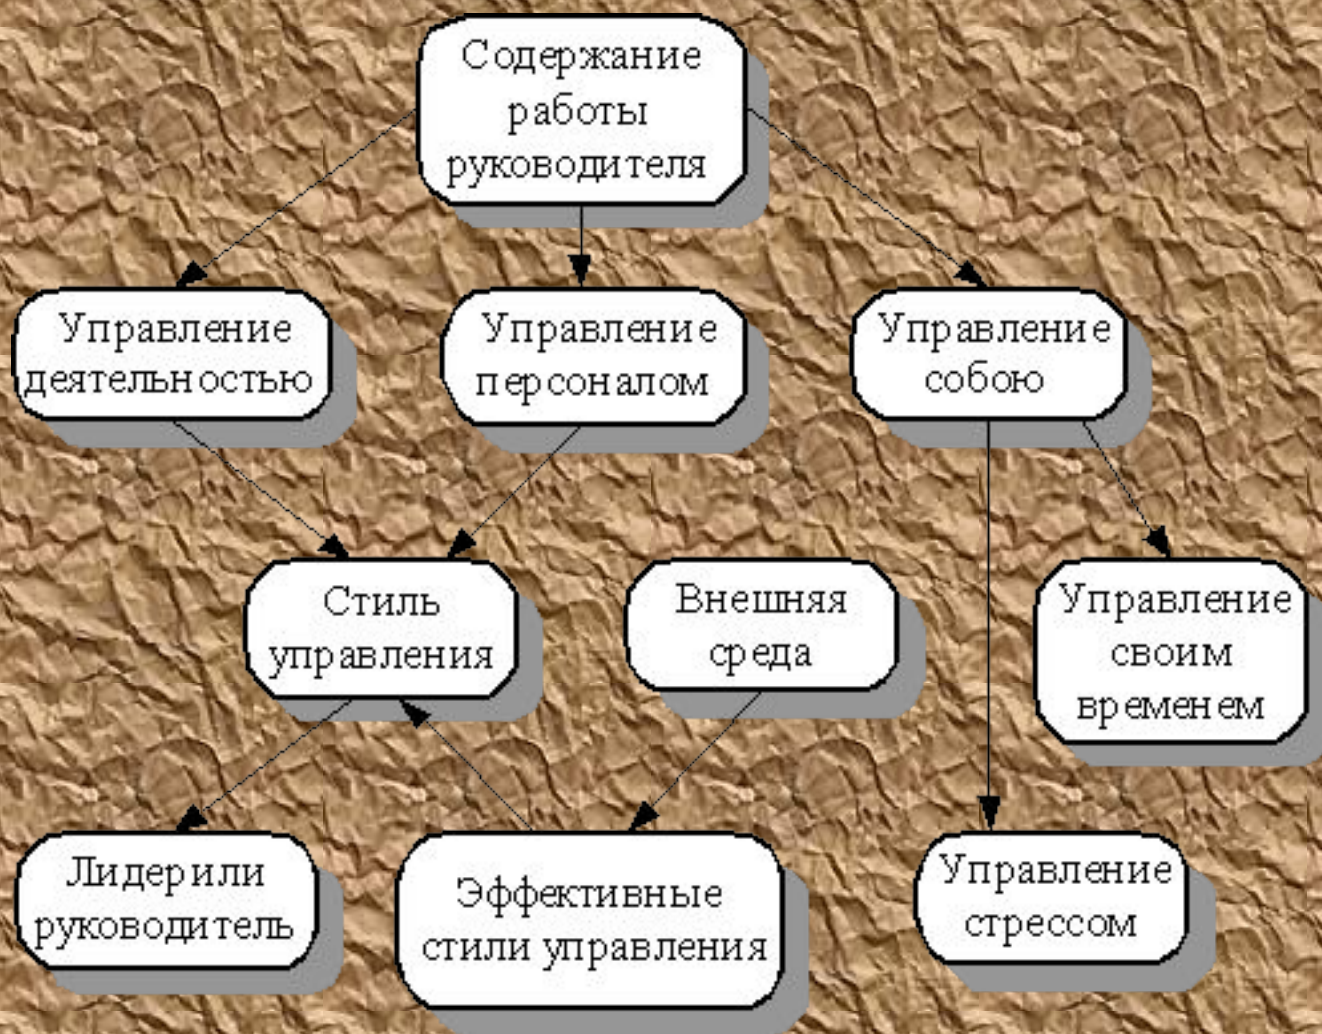 Содержание
работы
руководителя
Управление
деятельностью
Управление
персоналом
Управление
собою
Стиль
управления
Внешняя
среда
Управление
своим
временем
Лидер или
руководитель
Эффективные
стили управления
Управление
стрессом